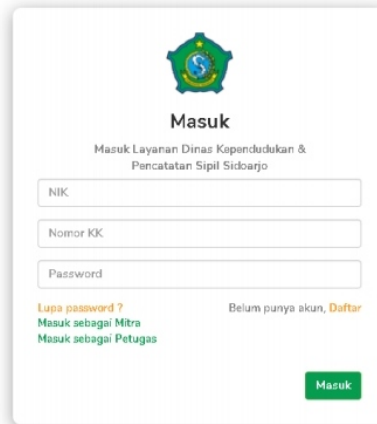 Masuk
Masuk Layanan Dinas Kependudukan &
Pencatatan Sipil Sidoarjo
NIK
Nomor KK
Password
Lupa password ?
Belum punya akun, Daftar
Masuk sebagai Mitra
Masuk sebagai Petugas
Masuk